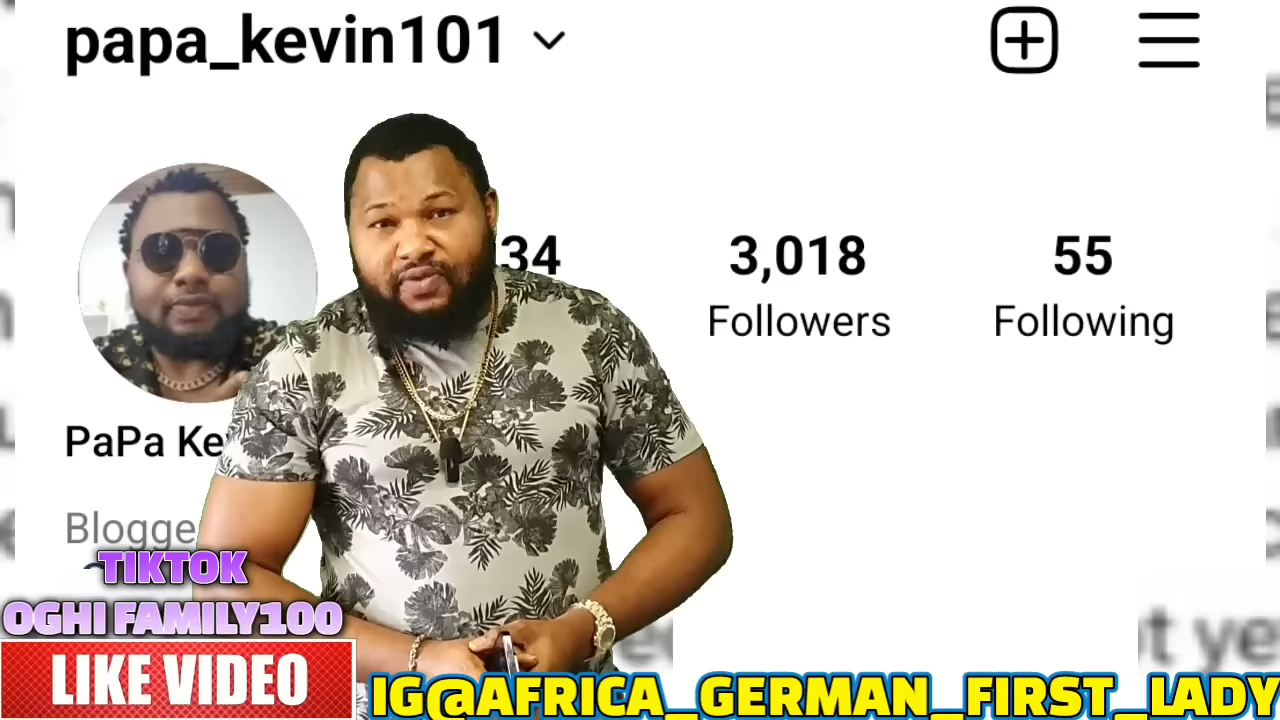 papa_kevin101
34 3,018 55
Followers Following
PaPa Ke
Blogge
TIKTOK
OGHI FAMILY100
LIKE VIDEO
IG@AFRICA_GERMAN_FIRST_LADY